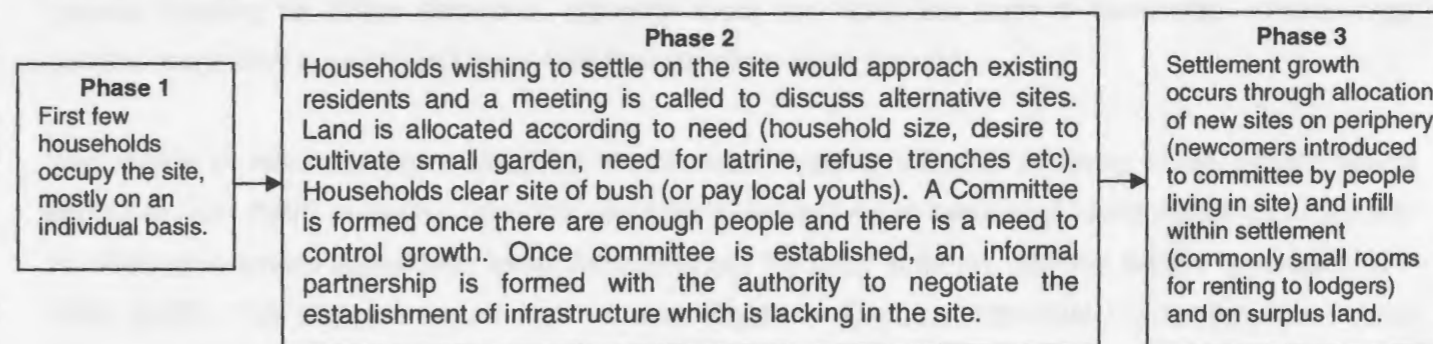 Phase 1
First few
households
occupy the site,
mostly on an
individual basis.
Phase 2
Households wishing to settle on the site would approach existing
residents and a meeting is called to discuss alternative sites.
Land is allocated according to need (household size, desire to
cultivate small garden, need for latrine, refuse trenches etc).
Households clear site of bush (or pay local youths). A Committee
is formed once there are enough people and there is a need to
control growth. Once committee is established, an informal
partnership is formed with the authority to negotiate the
establishment of infrastructure which is lacking in the site.
Phase 3
Settlement growth
occurs through allocation
of new sites on periphery
(newcomers introduced
to committee by people
living in site) and infill
within settlement
(commonly small rooms
for renting to lodgers)
and on surplus land.